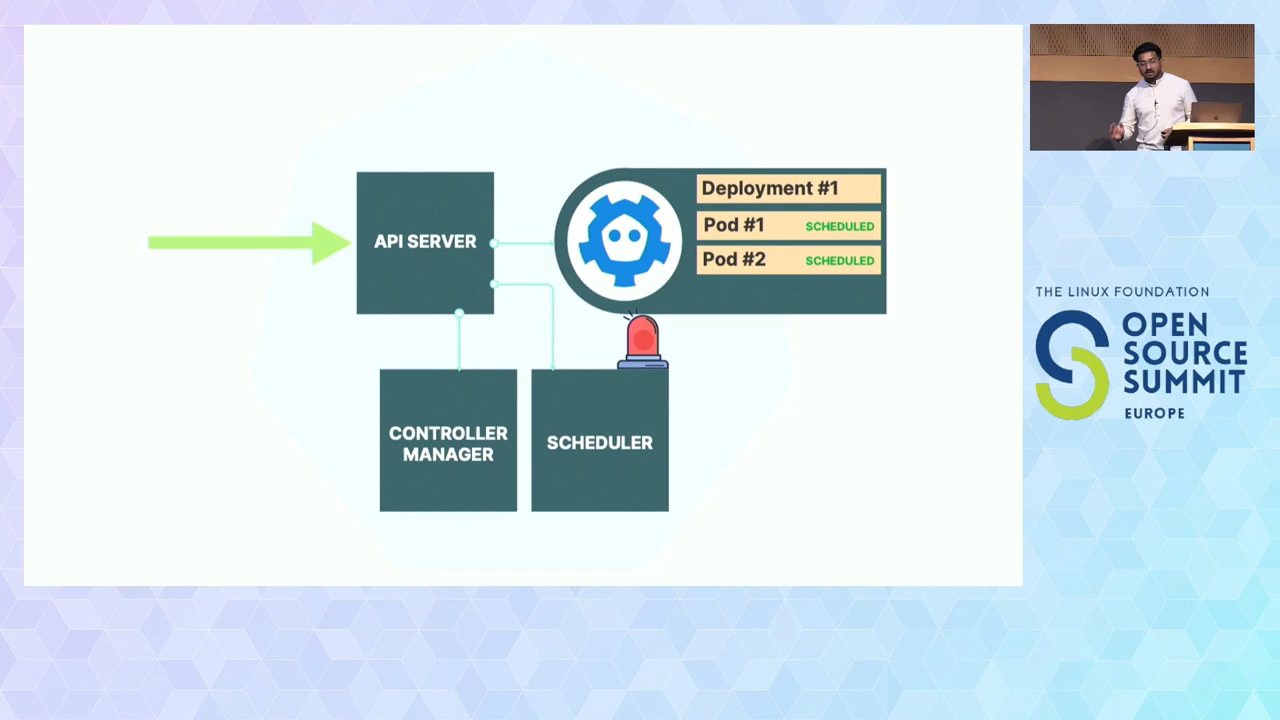 API SERVER
Deployment #1
Pod #1 SCHEDULED
Pod #2 SCHEDULED
CONTROLLER
MANAGER
SCHEDULER
THE LINUX FOUNDATION
OPEN
SOURCE
SUMMIT
EUROPE